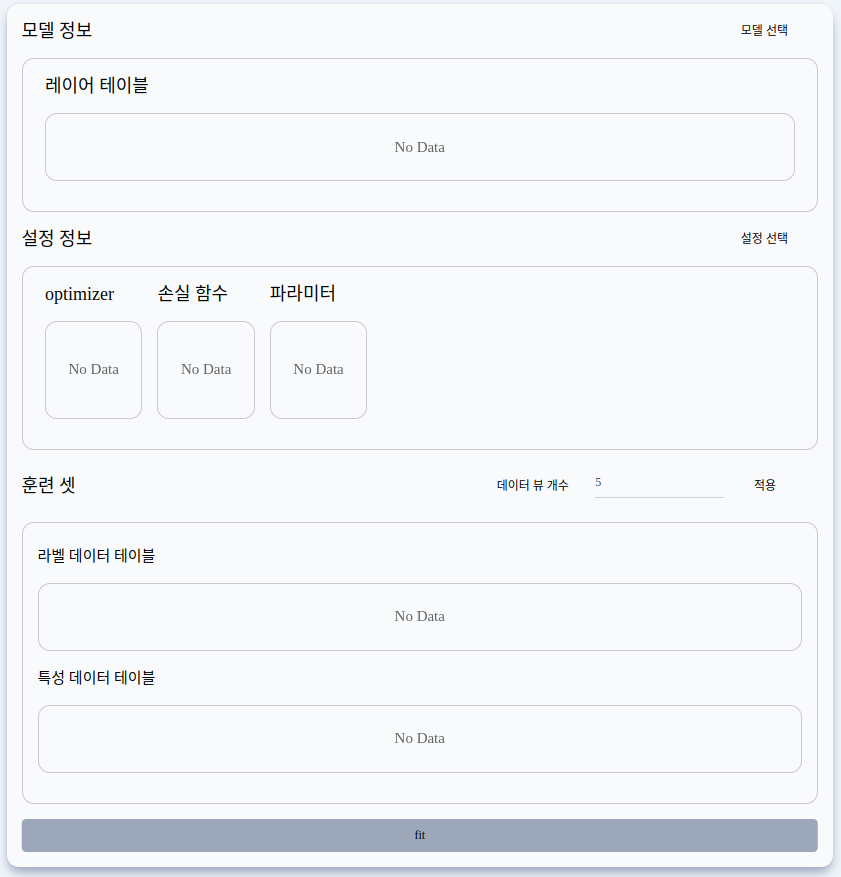 모델 정보 모델 선택
레이어 테이블
No Data
설정 정보 설정 선택
optimizer 손실 함수 파라미터
No Data No Data No Data
훈련 셋 데이터 뷰 개수 5 적용
라벨 데이터 테이블
No Data
특성 데이터 테이블
No Data
fit